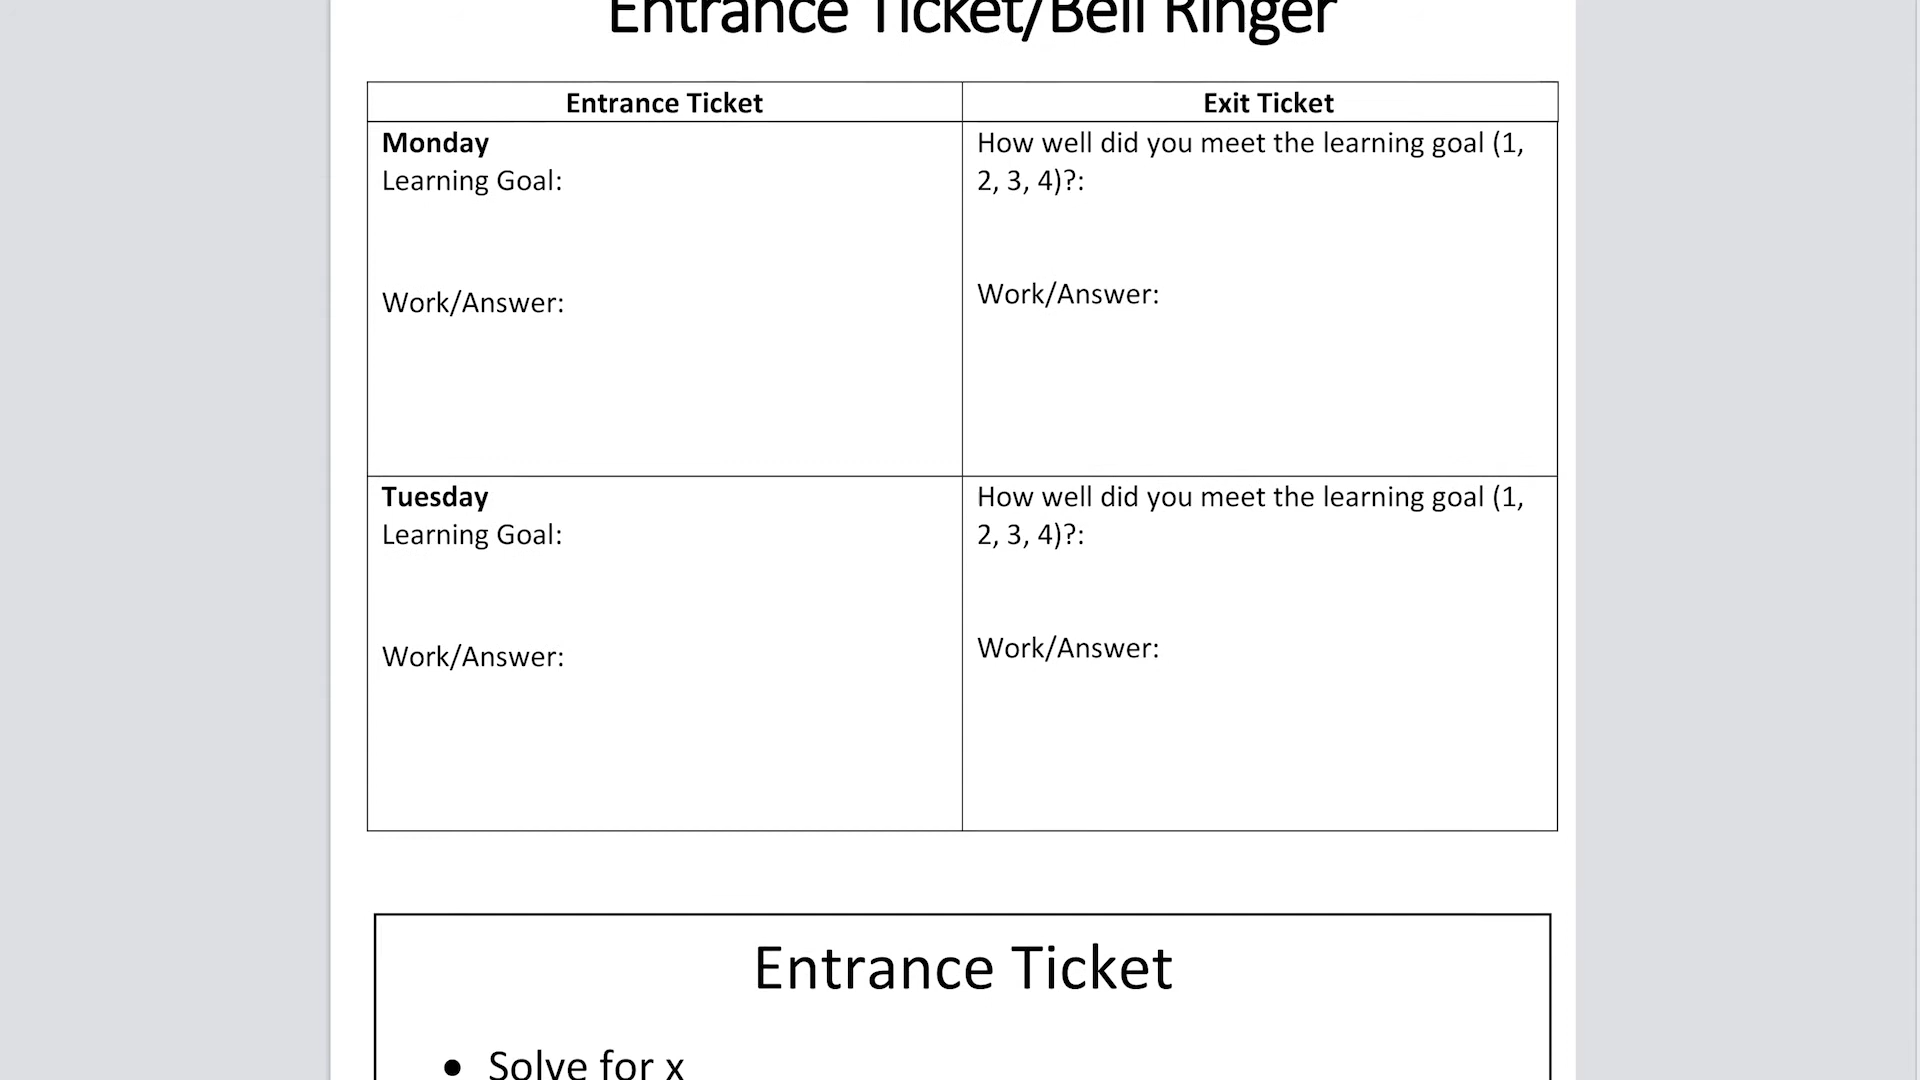 Entrance Ticket/Bell Ringer
Entrance Ticket
Exit Ticket
Monday
Learning Goal:
Work/Answer:
How well did you meet the learning goal (1,
2, 3, 4)?:
Work/Answer:
Tuesday
Learning Goal:
Work/Answer:
How well did you meet the learning goal (1,
2, 3, 4)?:
Work/Answer:
Entrance Ticket
• Solve for x